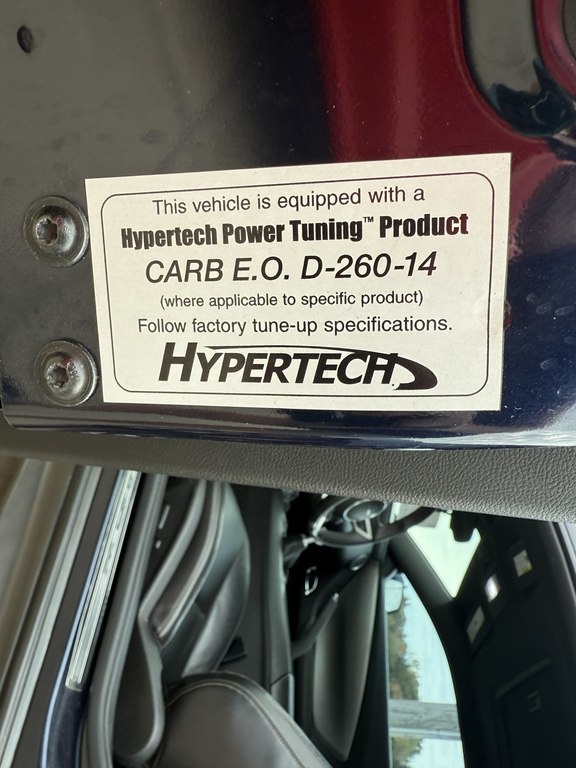 This vehicle is equipped with a
Hypertech Power Tuning™ Product
CARB E.O. D-260-14
(where applicable to specific product)
Follow factory tune-up specifications.
HYPERTECH